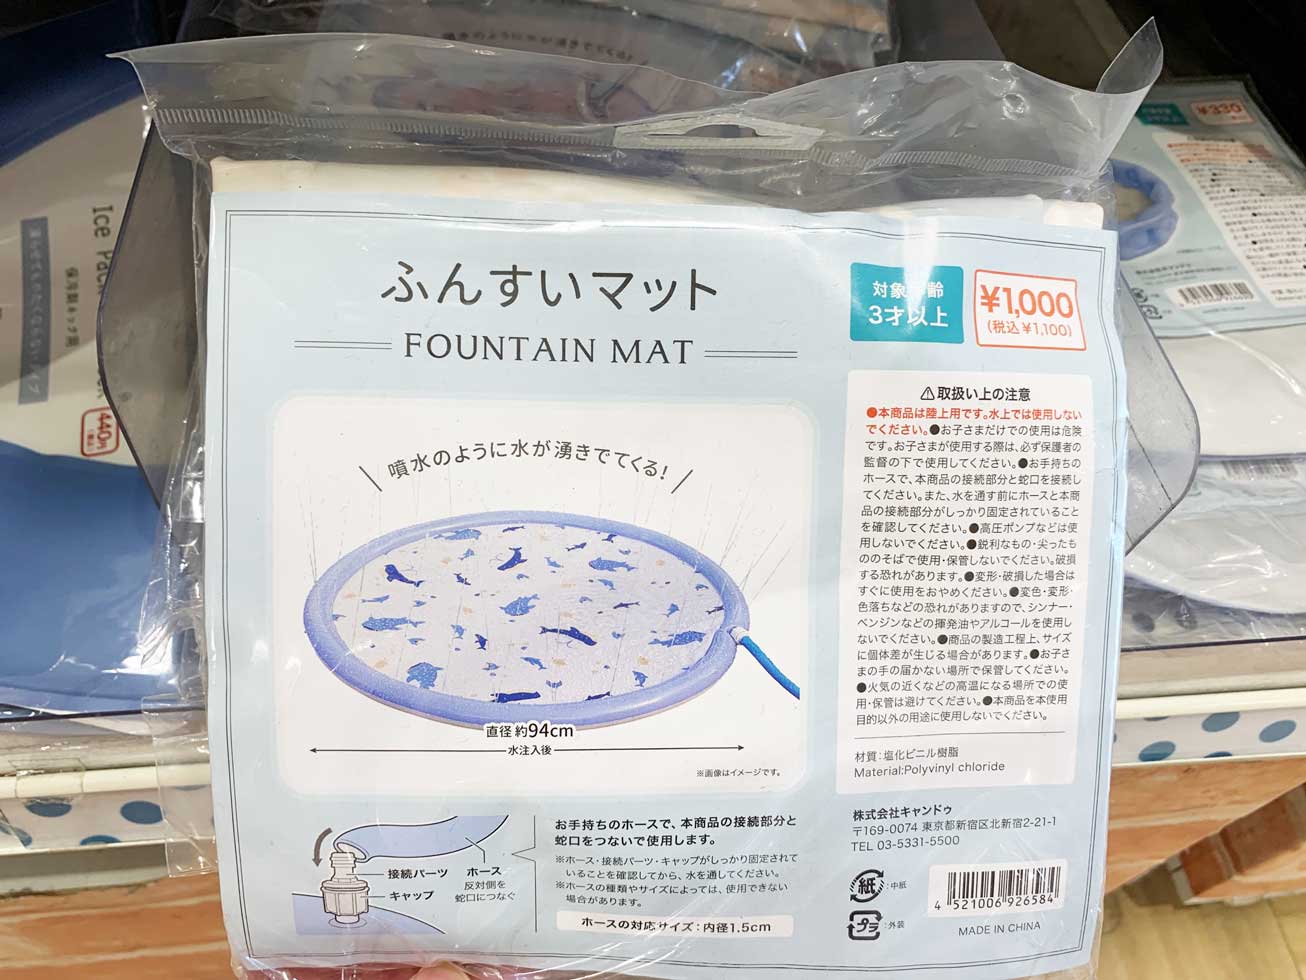 ふんすいマット
FOUNTAIN MAT
対象年齢
3才以上
¥1,000
(税込¥1,100)
噴水のように水が湧きでてくる!
直径 約94cm
水注入後
※画像はイメージです。
⚠取扱い上の注意
●本商品は陸上用です。水上では使用しない
でください。●お子さまだけでの使用は危険
です。お子さまが使用する際は、必ず保護者の
監督の下で使用してください。●お手持ちの
ホースで、本商品の接続部分と蛇口を接続し
てください。また、水を通す前にホースと本商
品の接続部分がしっかり固定されていること
を確認してください。●高圧ポンプなどは使
用しないでください。●鋭利なもの・尖ったも
ののそばで使用・保管しないでください。破損
する恐れがあります。●変形・破損した場合は
すぐに使用をおやめください。●変色・変形・
色落ちなどの恐れがありますので、シンナー・
ベンジンなどの揮発油やアルコールを使用し
ないでください。●商品の製造工程上、サイズ
に個体差が生じる場合があります。●お子さ
まの手の届かない場所で保管してください。
●火気の近くなどの高温になる場所での使
用・保管は避けてください。●本商品を本使用
目的以外の用途に使用しないでください。
材質:塩化ビニル樹脂
Material:Polyvinyl chloride
接続パーツ
キャップ
ホース
反対側を
蛇口につなぐ
お手持ちのホースで、本商品の接続部分と
蛇口をつないで使用します。
※ホース・接続パーツ・キャップがしっかり固定されて
いることを確認してから、水を通してください。
※ホースの種類やサイズによっては、使用できない
場合があります。
ホースの対応サイズ:内径1.5cm
株式会社キャンドゥ
〒169-0074 東京都新宿区北新宿2-21-1
TEL 03-5331-5500
紙:中紙
プラ:外装
4 521006 926584
MADE IN CHINA
Ice Pac
保冷剤キッズ用
440円
¥330